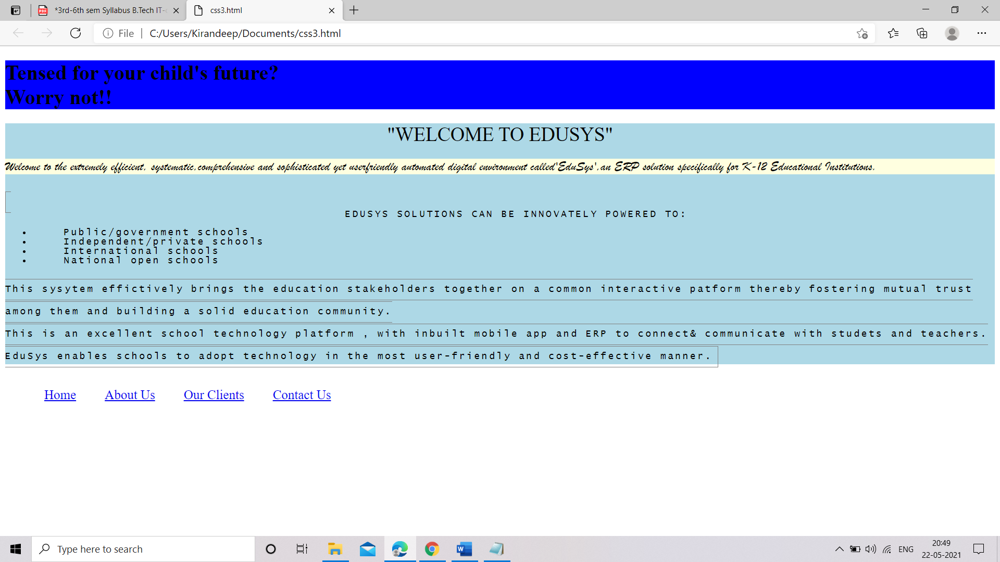 *3rd-6th sem Syllabus B.Tech IT-
css3.html
File C:/Users/Kirandeep/Documents/css3.html
Tensed for your child's future?
Worry not!!
"WELCOME TO EDUSYS"
Welcome to the extremely efficient, systematic,comprehensive and sophisticated yet userfriendly automated digital environment called'EduSys',an ERP solution specifically for K-12 Educational Institutions.
EDUSYS SOLUTIONS CAN BE INNOVATELY POWERED TO:
• Public/government schools
• Independent/private schools
• International schools
• National open schools
This sysytem effictively brings the education stakeholders together on a common interactive patform thereby fostering mutual trust
among them and building a solid education community.
This is an excellent school technology platform , with inbuilt mobile app and ERP to connect& communicate with studets and teachers.
EduSys enables schools to adopt technology in the most user-friendly and cost-effective manner.
Home About Us Our Clients Contact Us
Type here to search
ENG
20:49
22-05-2021